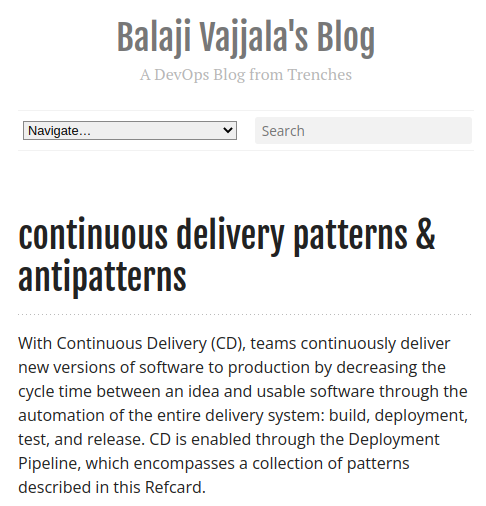 Balaji Vajjala's Blog
A DevOps Blog from Trenches
Navigate…
Search
continuous delivery patterns &
antipatterns
With Continuous Delivery (CD), teams continuously deliver
new versions of software to production by decreasing the
cycle time between an idea and usable software through the
automation of the entire delivery system: build, deployment,
test, and release. CD is enabled through the Deployment
Pipeline, which encompasses a collection of patterns
described in this Refcard.